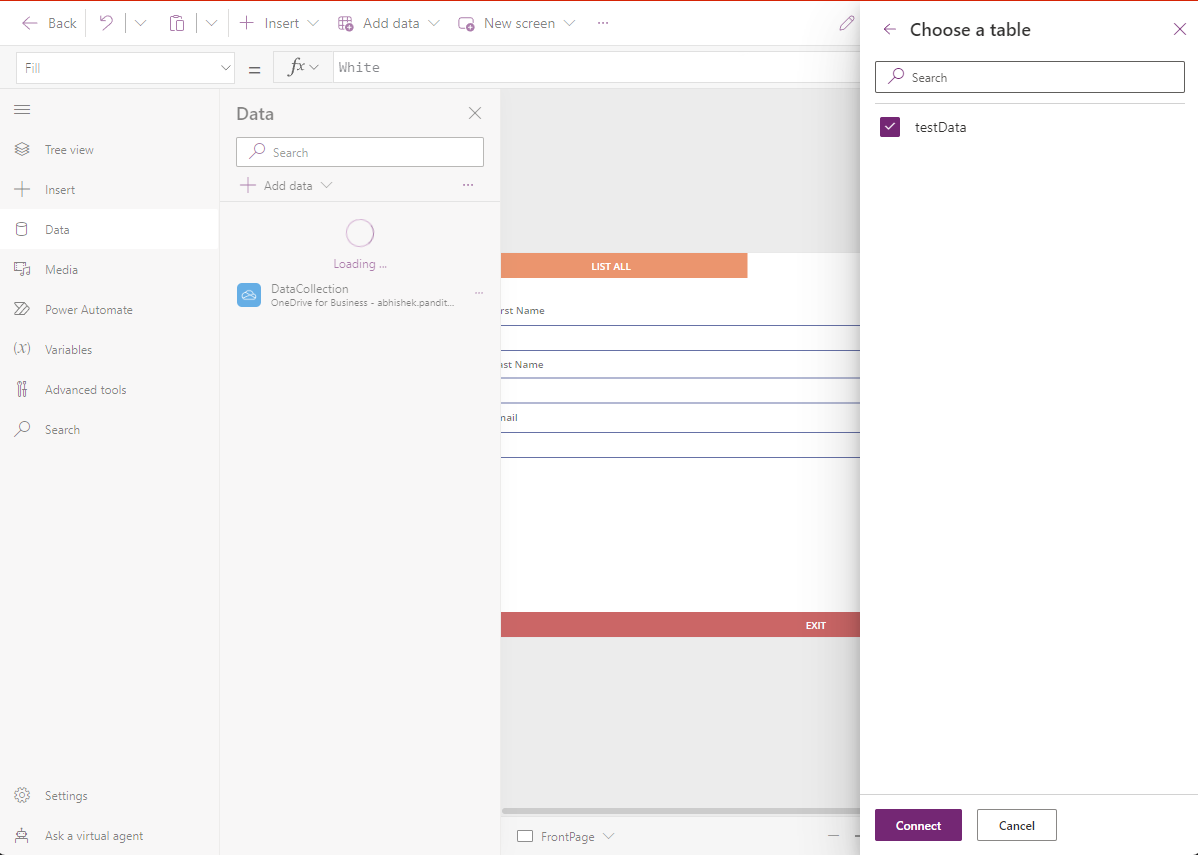 Back
Insert
Add data
New screen
...
Choose a table
Fill
=
fx
White
Search
testData
Tree view
Insert
Data
Media
Power Automate
Variables
Advanced tools
Search
Settings
Ask a virtual agent
Data
Search
Add data
...
Loading ...
DataCollection
...
OneDrive for Business - abhishek.pandit...
LIST ALL
rst Name
st Name
mail
EXIT
FrontPage
Connect
Cancel